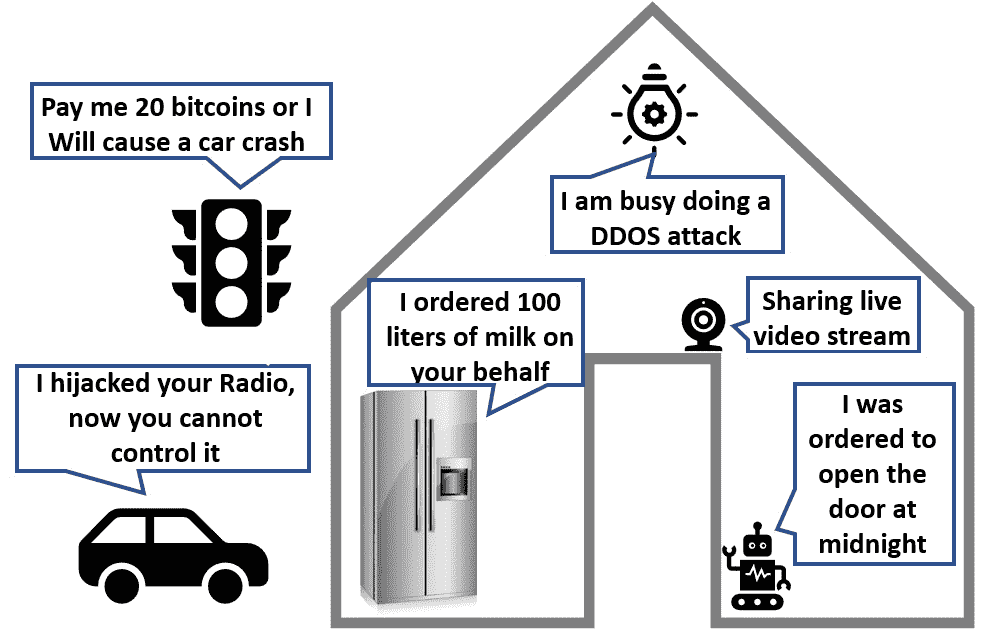 Pay me 20 bitcoins or I
Will cause a car crash
I am busy doing a
DDOS attack
I ordered 100
liters of milk on
your behalf
Sharing live
video stream
I hijacked your Radio,
now you cannot
control it
I was
ordered to
open the
door at
midnight